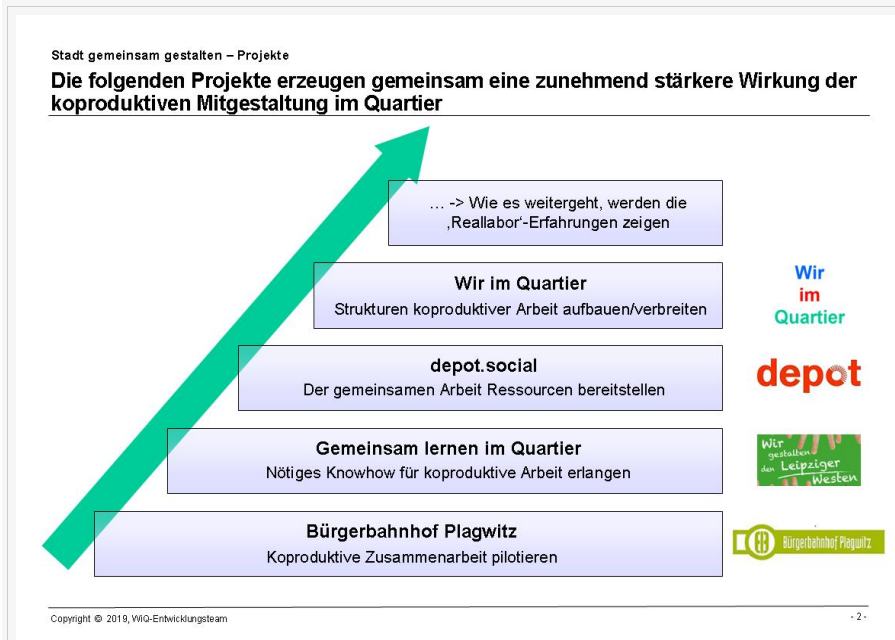 Stadt gemeinsam gestalten – Projekte
Die folgenden Projekte erzeugen gemeinsam eine zunehmend stärkere Wirkung der
koproduktiven Mitgestaltung im Quartier
… -> Wie es weitergeht, werden die
‚Reallabor‘-Erfahrungen zeigen
Wir im Quartier
Strukturen koproduktiver Arbeit aufbauen/verbreiten
Wir
im
Quartier
depot.social
Der gemeinsamen Arbeit Ressourcen bereitstellen
depot
Gemeinsam lernen im Quartier
Nötiges Knowhow für koproduktive Arbeit erlangen
Wir
gestalten
den Leipziger
Westen
Bürgerbahnhof Plagwitz
Koproduktive Zusammenarbeit pilotieren
Bürgerbahnhof Plagwitz
Copyright © 2019, WiQ-Entwicklungsteam
- 2 -